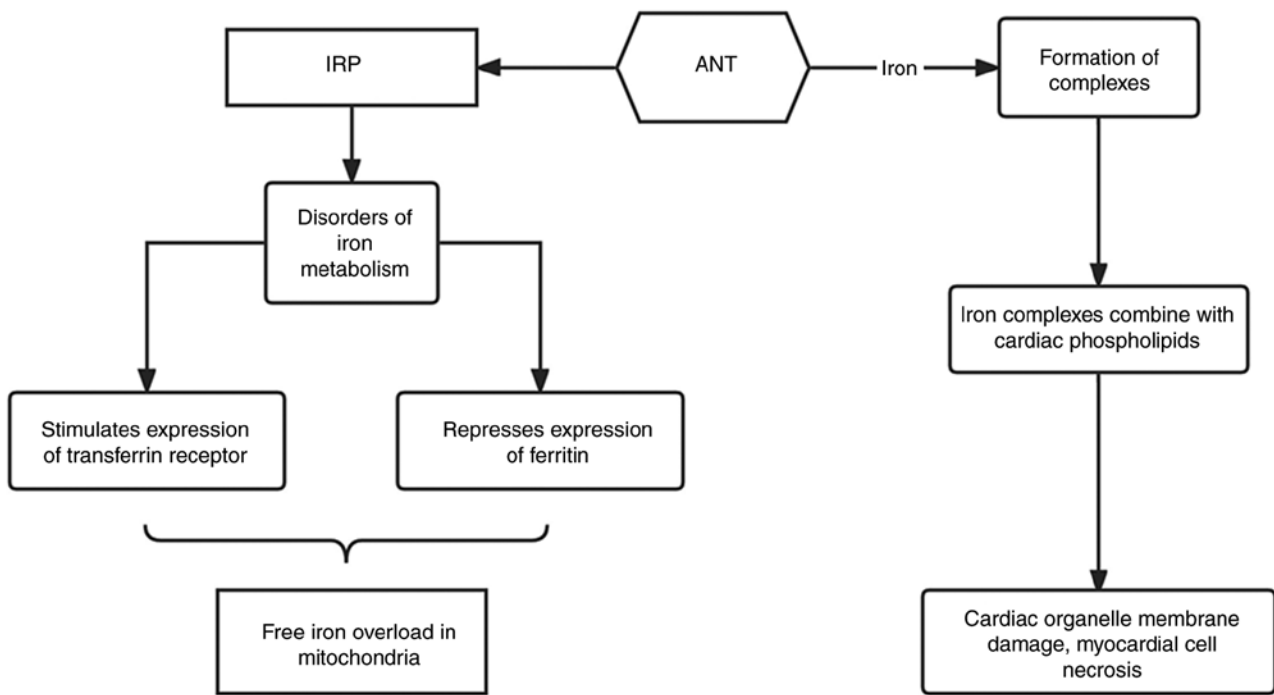 IRP
ANT
Iron
Formation of
complexes
Disorders of
iron
metabolism
Iron complexes combine with
cardiac phospholipids
Stimulates expression
of transferrin receptor
Represses expression
of ferritin
Free iron overload in
mitochondria
Cardiac organelle membrane
damage, myocardial cell
necrosis